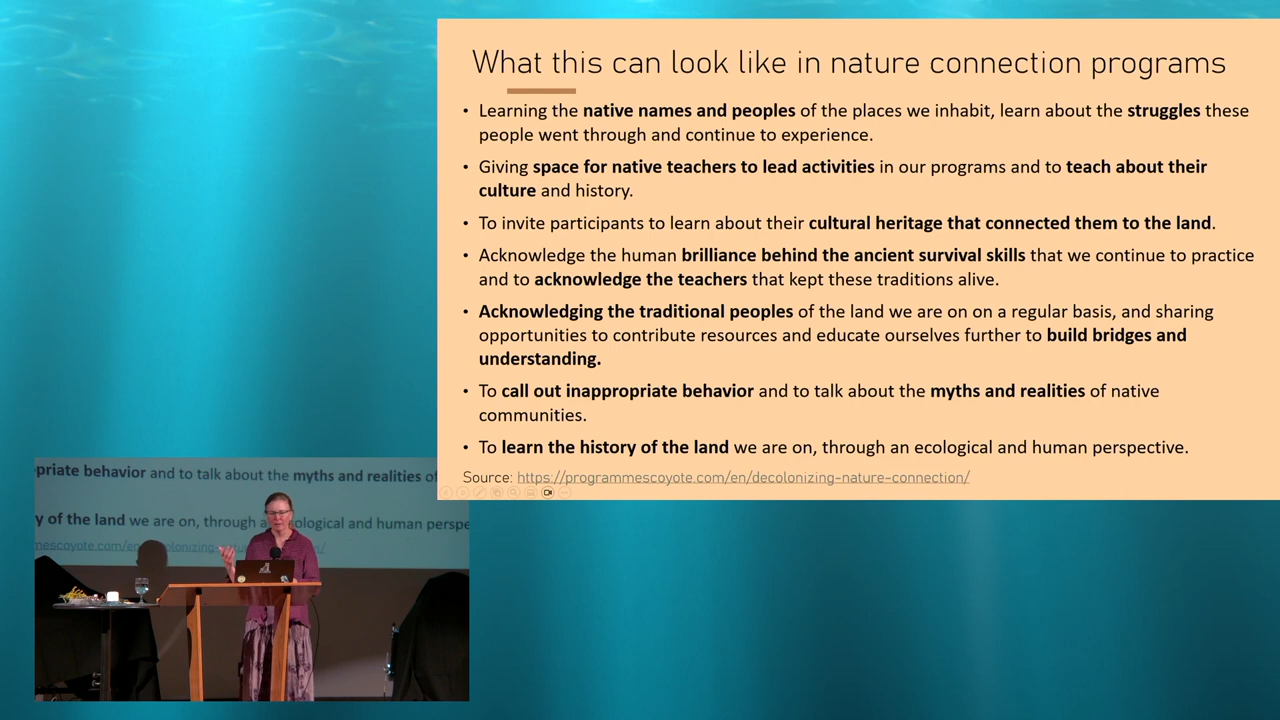 What this can look like in nature connection programs
• Learning the native names and peoples of the places we inhabit, learn about the struggles these
people went through and continue to experience.
• Giving space for native teachers to lead activities in our programs and to teach about their
culture and history.
• To invite participants to learn about their cultural heritage that connected them to the land.
• Acknowledge the human brilliance behind the ancient survival skills that we continue to practice
and to acknowledge the teachers that kept these traditions alive.
• Acknowledging the traditional peoples of the land we are on on a regular basis, and sharing
opportunities to contribute resources and educate ourselves further to build bridges and
understanding.
• To call out inappropriate behavior and to talk about the myths and realities of native
communities.
• To learn the history of the land we are on, through an ecological and human perspective.
Source: https://programmescoyote.com/en/decolonizing-nature-connection/
priate behavior and to talk about the myths and realities of
y of the land we are on, through a ological and human perspe
mescoyote.com/en